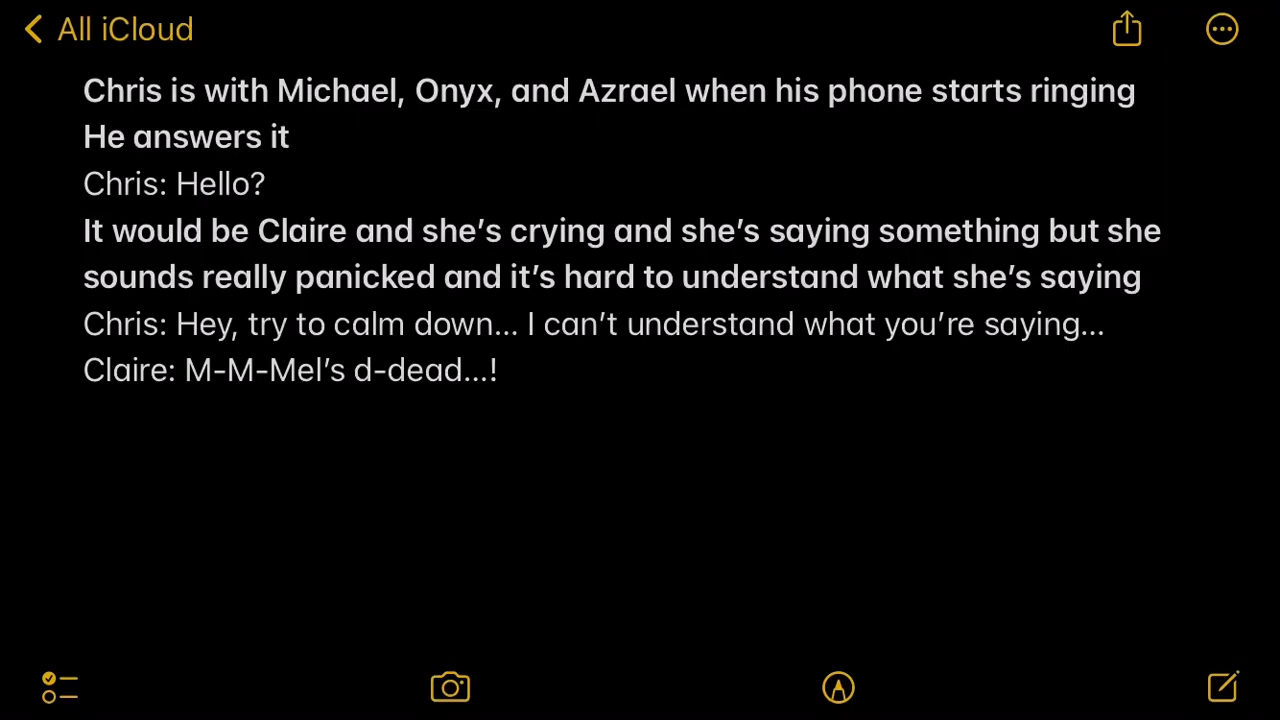 All iCloud
Chris is with Michael, Onyx, and Azrael when his phone starts ringing
He answers it
Chris: Hello?
It would be Claire and she’s crying and she’s saying something but she
sounds really panicked and it’s hard to understand what she’s saying
Chris: Hey, try to calm down... I can’t understand what you’re saying...
Claire: M-M-Mel’s d-dead...!